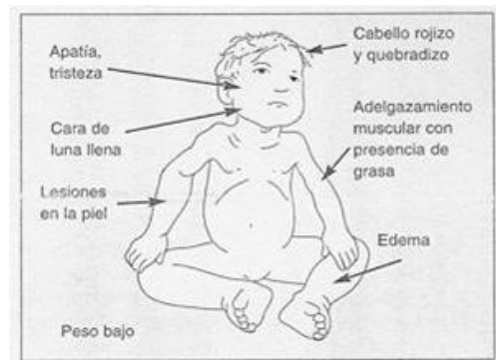 Apatía,
tristeza
Cara de
luna llena
Lesiones
en la piel
Peso bajo
Cabello rojizo
y quebradizo
Adelgazamiento
muscular con
presencia de
grasa
Edema